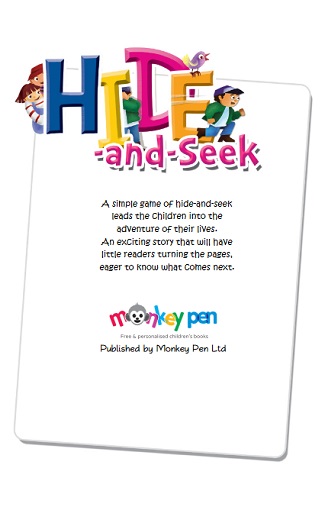 HIDE
-and-Seek
A simple game of hide-and-seek
leads the children into the
adventure of their lives.
An exciting story that will have
little readers turning the pages,
eager to know what comes next.
monkey pen
Free & personalised children's books
Published by Monkey Pen Ltd